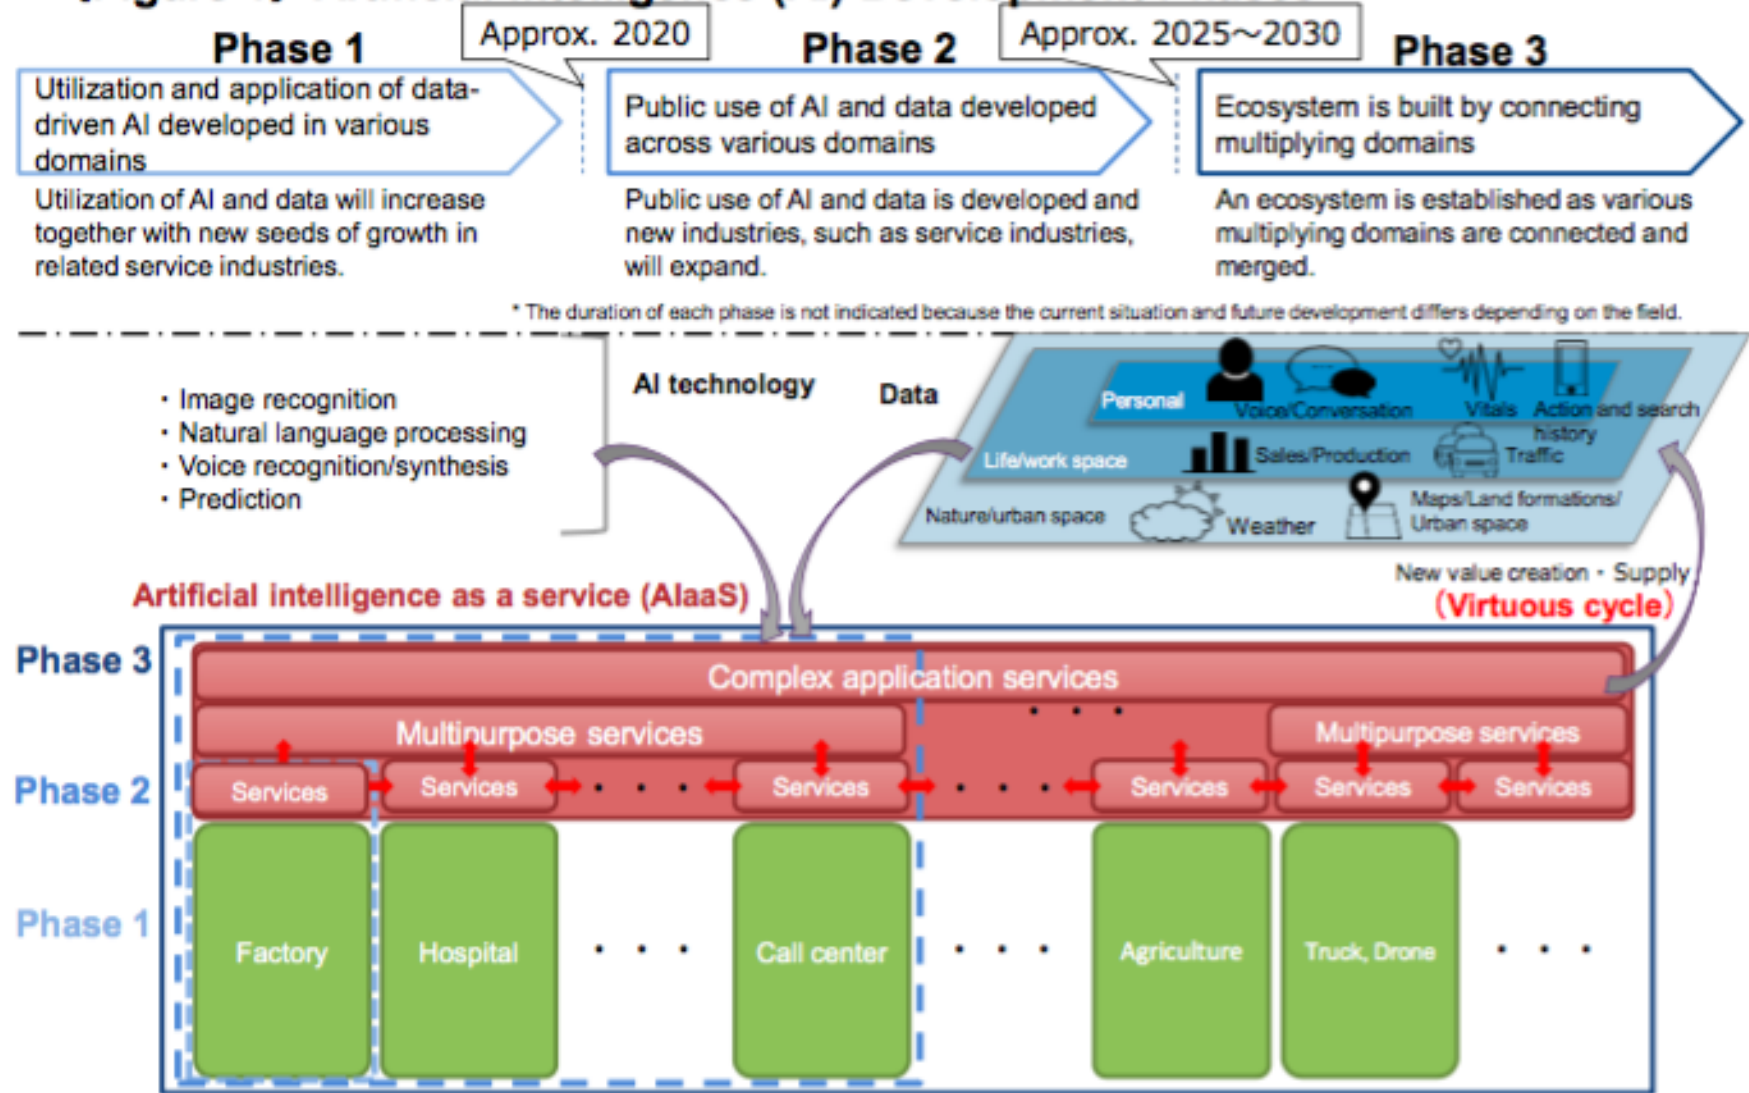 Phase 1
Approx. 2020
Phase 2
Approx. 2025～2030
Phase 3
Utilization and application of data-
driven AI developed in various
domains
Public use of AI and data developed
across various domains
Ecosystem is built by connecting
multiplying domains
Utilization of AI and data will increase
together with new seeds of growth in
related service industries.
Public use of AI and data is developed and
new industries, such as service industries,
will expand.
An ecosystem is established as various
multiplying domains are connected and
merged.
* The duration of each phase is not indicated because the current situation and future development differs depending on the field.
・Image recognition
・Natural language processing
・Voice recognition/synthesis
・Prediction
AI technology
Data
Personal
Voice/Conversation
Vitals
Action and search
history
Life/work space
Sales/Production
Traffic
Nature/urban space
Weather
Maps/Land formations/
Urban space
New value creation・Supply
（Virtuous cycle）
Artificial intelligence as a service (AIaaS)
Phase 3
Complex application services
Multipurpose services
・・・
Multipurpose services
Phase 2
Services
Services
・・・
Services
・・・
Services
Services
Services
Phase 1
Factory
Hospital
・・・
Call center
・・・
Agriculture
Truck, Drone
・・・